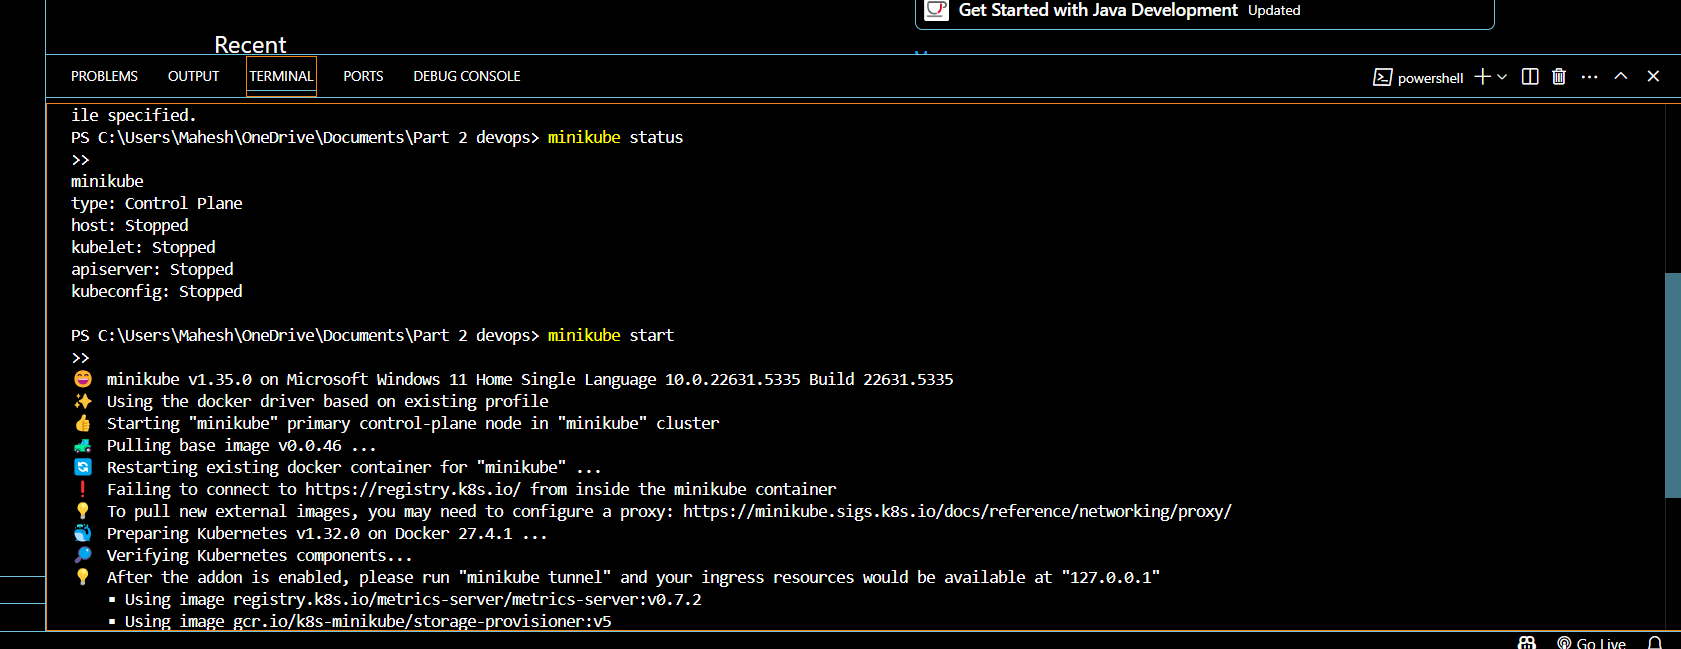 Get Started with Java Development Updated
Recent
PROBLEMS OUTPUT TERMINAL PORTS DEBUG CONSOLE powershell
ile specified.
PS C:\Users\Mahesh\OneDrive\Documents\Part 2 devops> minikube status
>>
minikube
type: Control Plane
host: Stopped
kubelet: Stopped
apiserver: Stopped
kubeconfig: Stopped
PS C:\Users\Mahesh\OneDrive\Documents\Part 2 devops> minikube start
>>
😄 minikube v1.35.0 on Microsoft Windows 11 Home Single Language 10.0.22631.5335 Build 22631.5335
✨ Using the docker driver based on existing profile
👍 Starting "minikube" primary control-plane node in "minikube" cluster
🚜 Pulling base image v0.0.46 ...
🔄 Restarting existing docker container for "minikube" ...
❗ Failing to connect to https://registry.k8s.io/ from inside the minikube container
💡 To pull new external images, you may need to configure a proxy: https://minikube.sigs.k8s.io/docs/reference/networking/proxy/
🐳 Preparing Kubernetes v1.32.0 on Docker 27.4.1 ...
🔎 Verifying Kubernetes components...
💡 After the addon is enabled, please run "minikube tunnel" and your ingress resources would be available at "127.0.0.1"
▪ Using image registry.k8s.io/metrics-server/metrics-server:v0.7.2
▪ Using image gcr.io/k8s-minikube/storage-provisioner:v5
Go Live